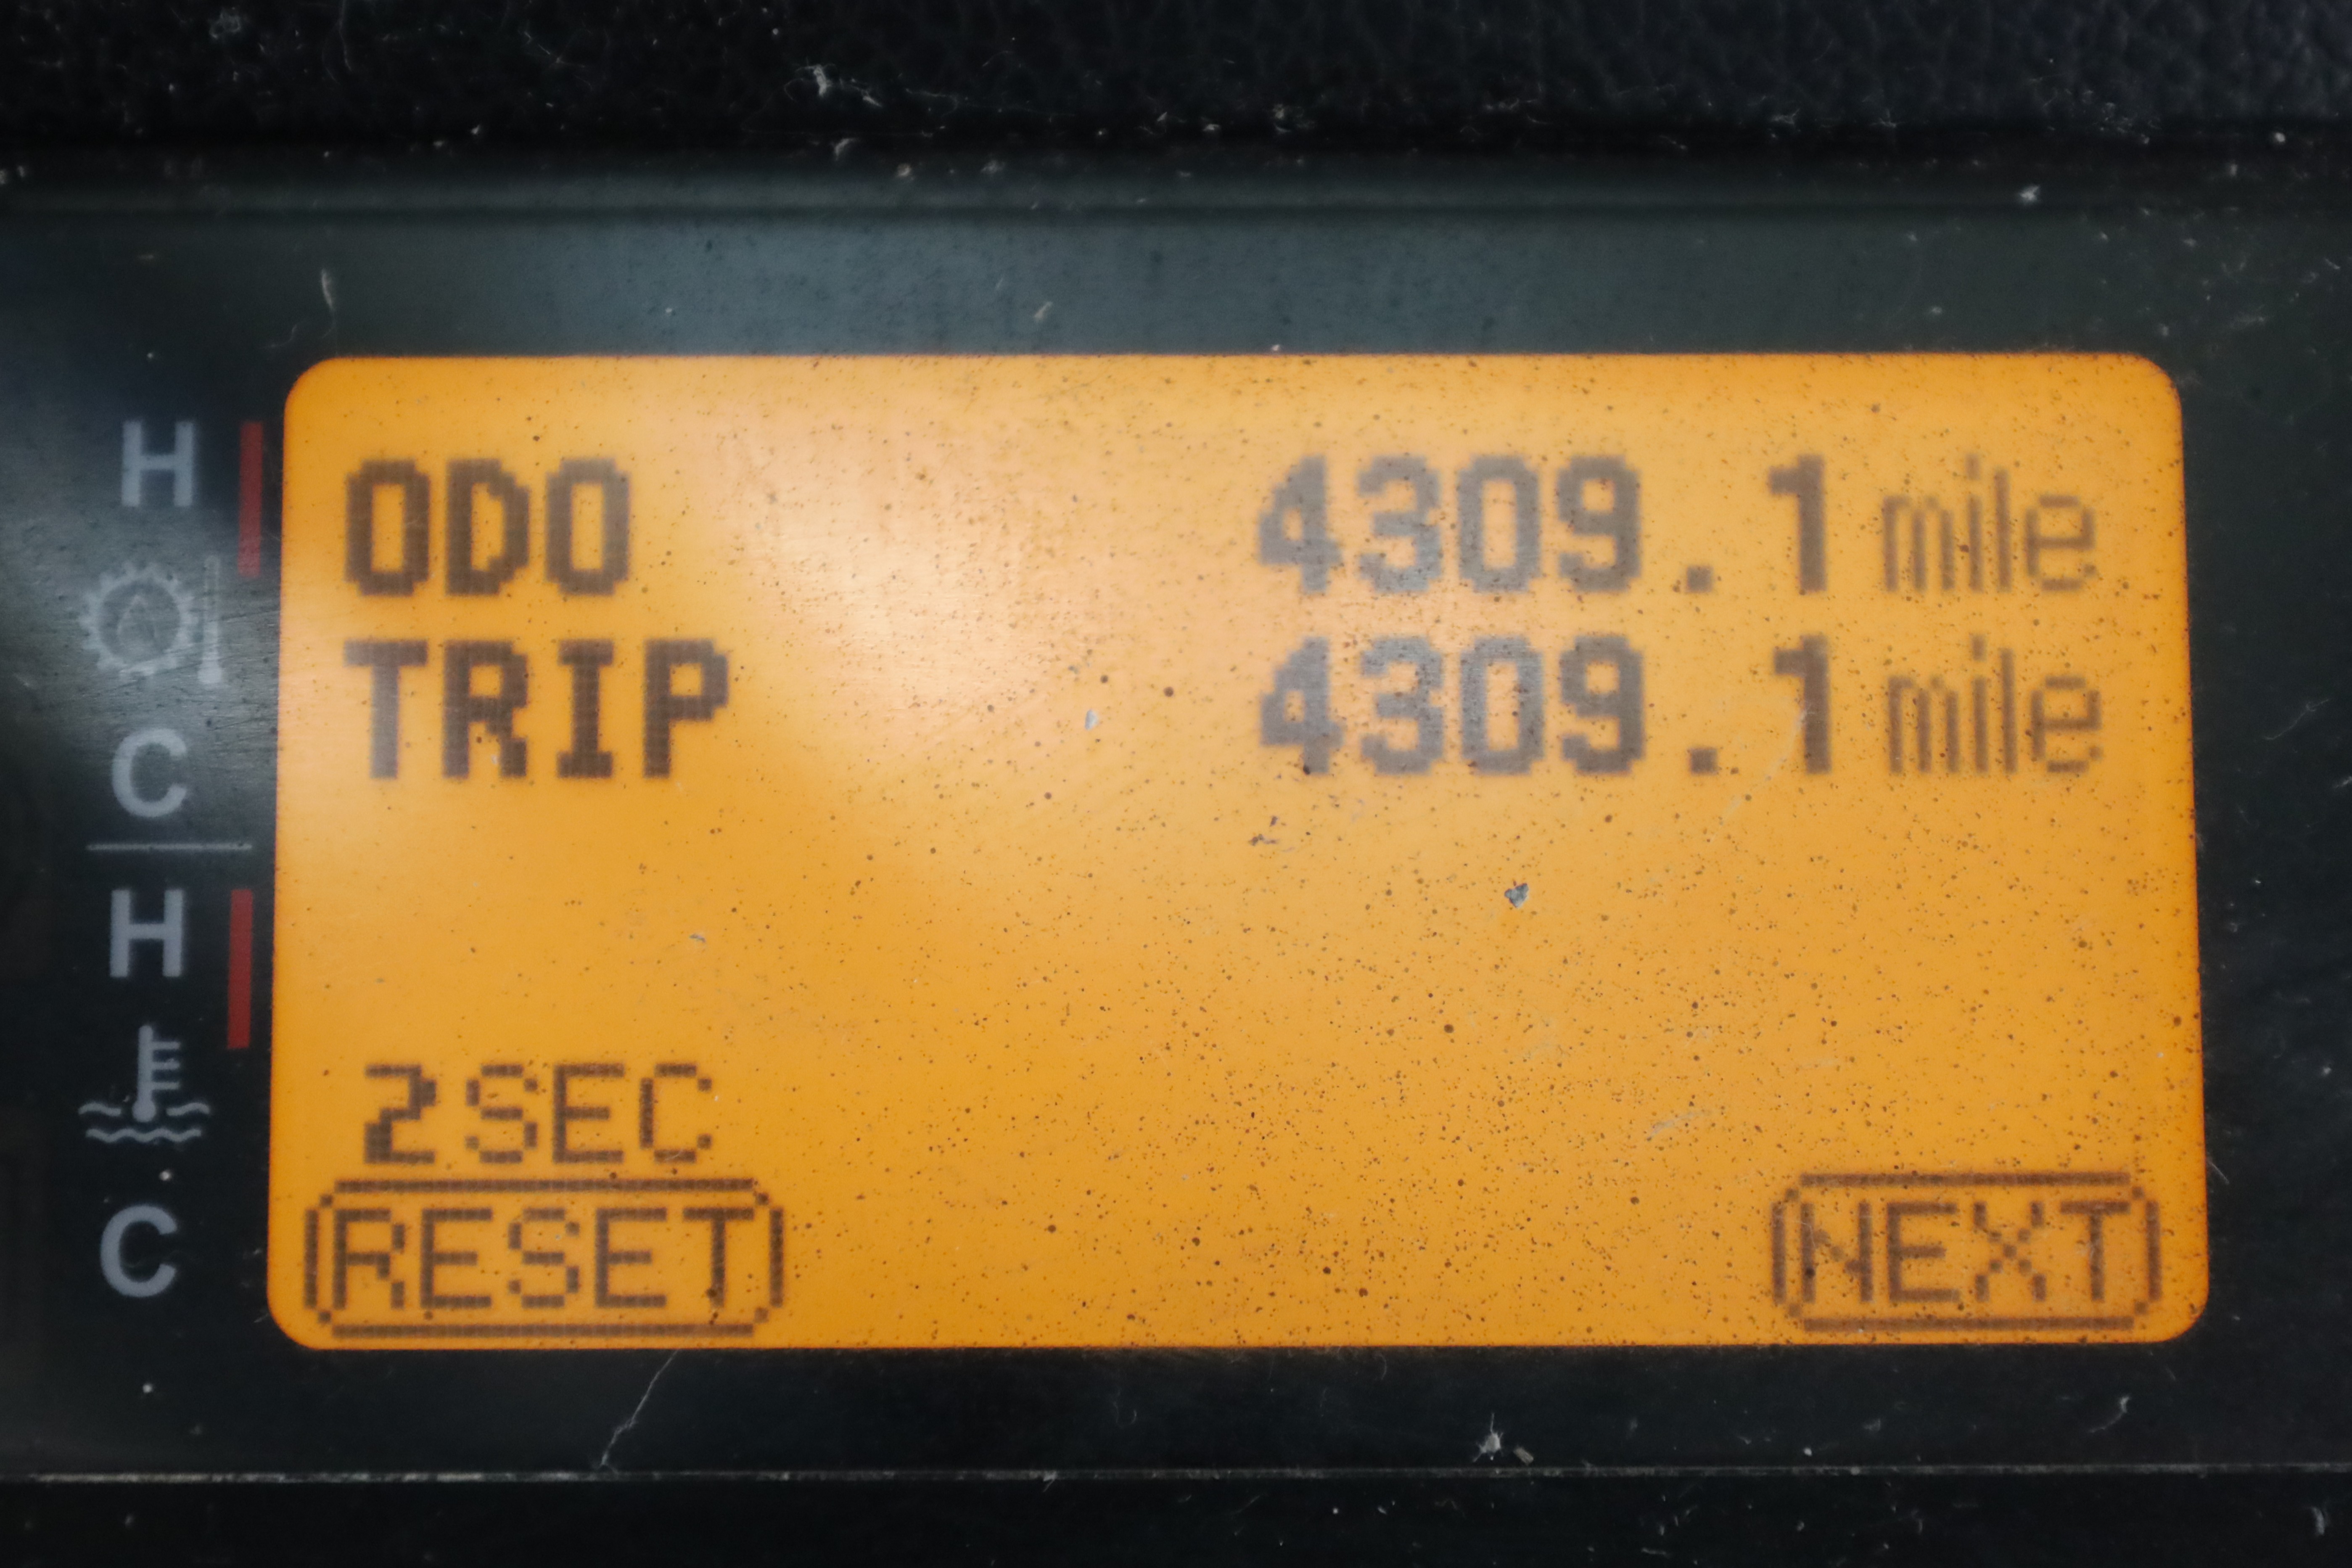 H
C
H
C
ODO 4309.1 mile
TRIP 4309.1 mile
2SEC
RESET NEXT